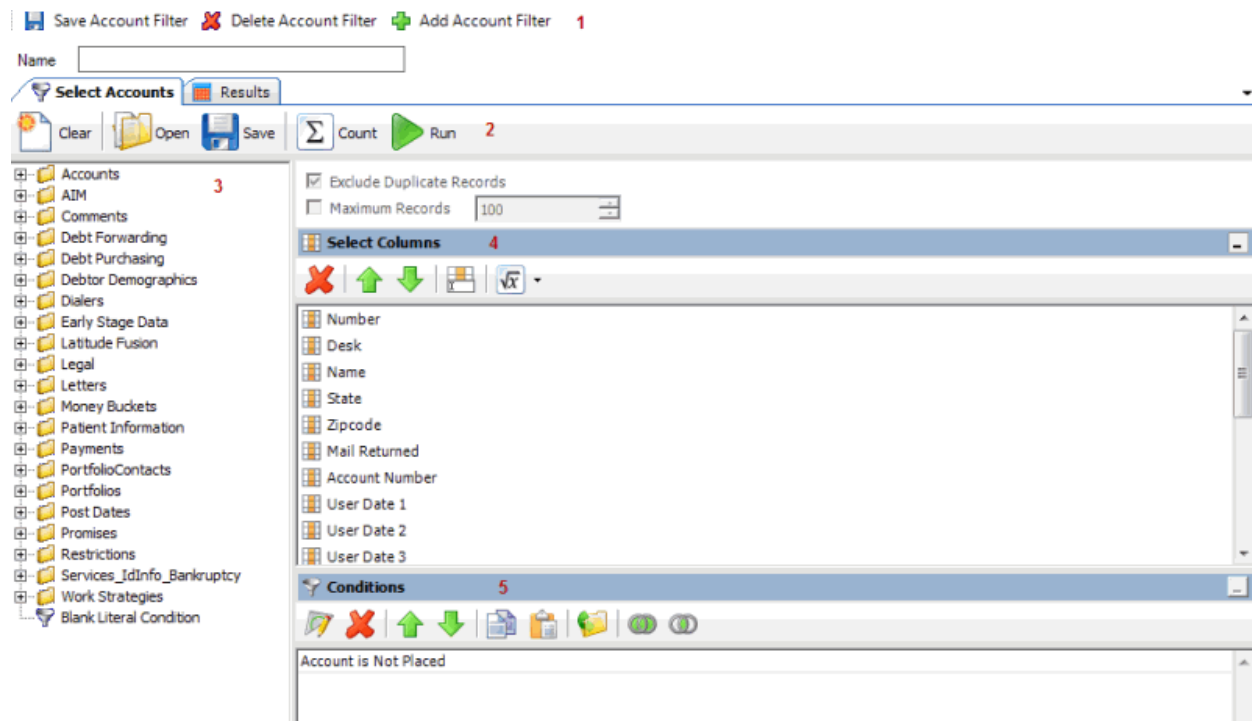 Save Account Filter Delete Account Filter Add Account Filter 1
Name
Select Accounts Results
Clear Open Save Σ Count Run 2
3
Accounts
AIM
Comments
Debt Forwarding
Debt Purchasing
Debtor Demographics
Dialers
Early Stage Data
Latitude Fusion
Legal
Letters
Money Buckets
Patient Information
Payments
PortfolioContacts
Portfolios
Post Dates
Promises
Restrictions
Services_IdInfo_Bankruptcy
Work Strategies
Blank Literal Condition
Exclude Duplicate Records
Maximum Records 100
Select Columns 4
√x
Number
Desk
Name
State
Zipcode
Mail Returned
Account Number
User Date 1
User Date 2
User Date 3
Conditions 5
Account is Not Placed